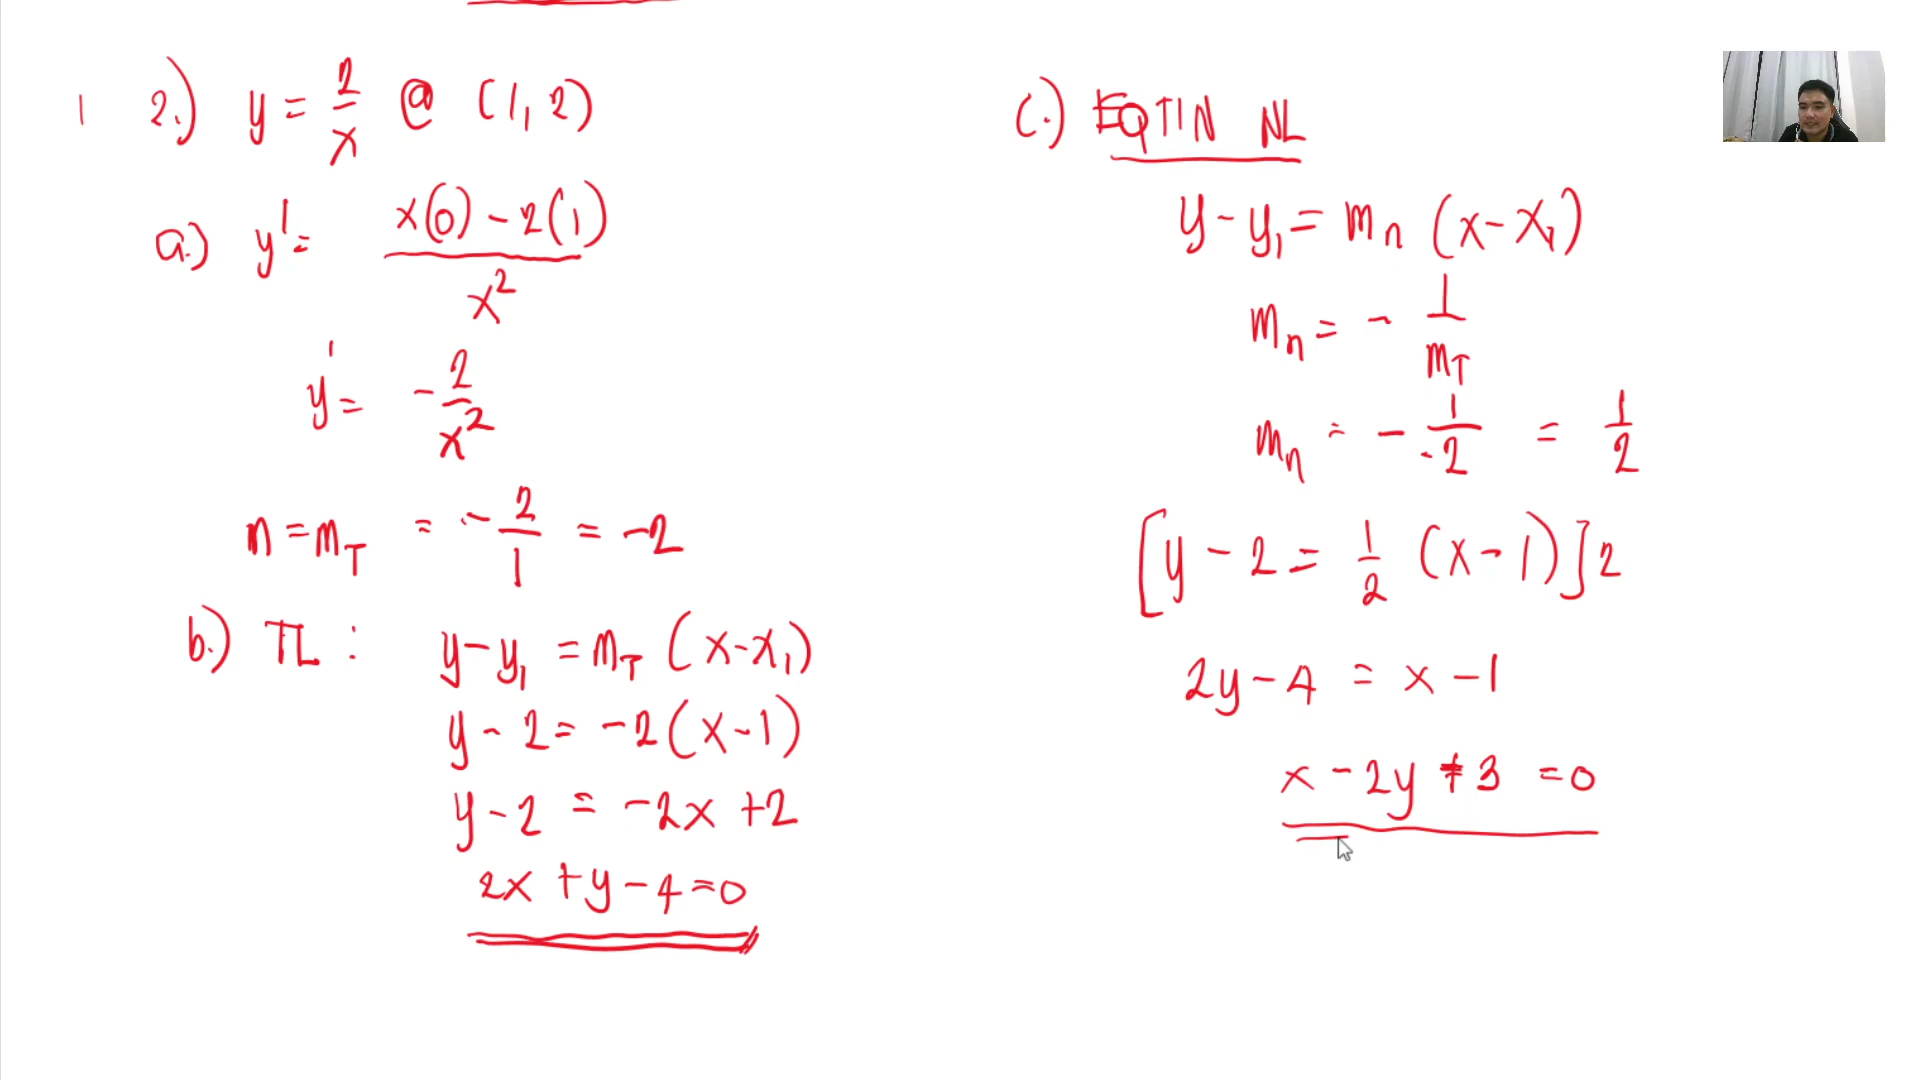 1 2.) y = 2/x @ (1, 2)
a.) y' = x(0) - 2(1) / x²
y' = - 2/x²
m = m_T = - 2/1 = -2
b.) TL : y - y₁ = m_T (x - x₁)
y - 2 = -2(x - 1)
y - 2 = -2x + 2
2x + y - 4 = 0
c.) EQTIN NL
y - y₁ = m_n (x - x₁)
m_n = - 1/m_T
m_n = - 1/-2 = 1/2
[y - 2 = 1/2 (x - 1)] 2
2y - 4 = x - 1
x - 2y + 3 = 0